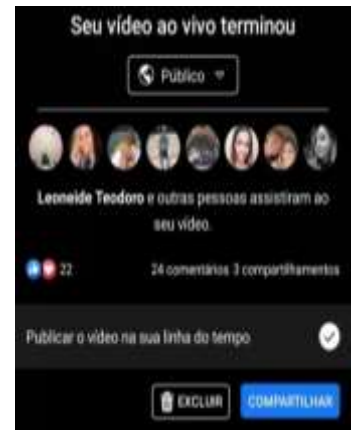 Seu vídeo ao vivo terminou
Público
Leoneide Teodoro e outras pessoas assistiram ao
seu vídeo.
22 24 comentários 3 compartilhamentos
Publicar o vídeo na sua linha do tempo
EXCLUIR COMPARTILHAR